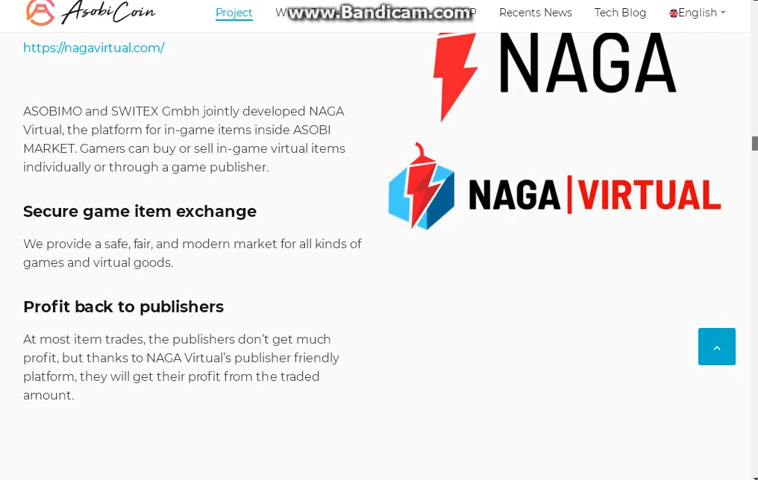 AsobiCoin
Project
www.Bandicam.com
Recents News
Tech Blog
English
https://nagavirtual.com/
NAGA
ASOBIMO and SWITEX Gmbh jointly developed NAGA
Virtual, the platform for in-game items inside ASOBI
MARKET. Gamers can buy or sell in-game virtual items
individually or through a game publisher.
NAGA|VIRTUAL
Secure game item exchange
We provide a safe, fair, and modern market for all kinds of
games and virtual goods.
Profit back to publishers
At most item trades, the publishers don't get much
profit, but thanks to NAGA Virtual's publisher friendly
platform, they will get their profit from the traded
amount.